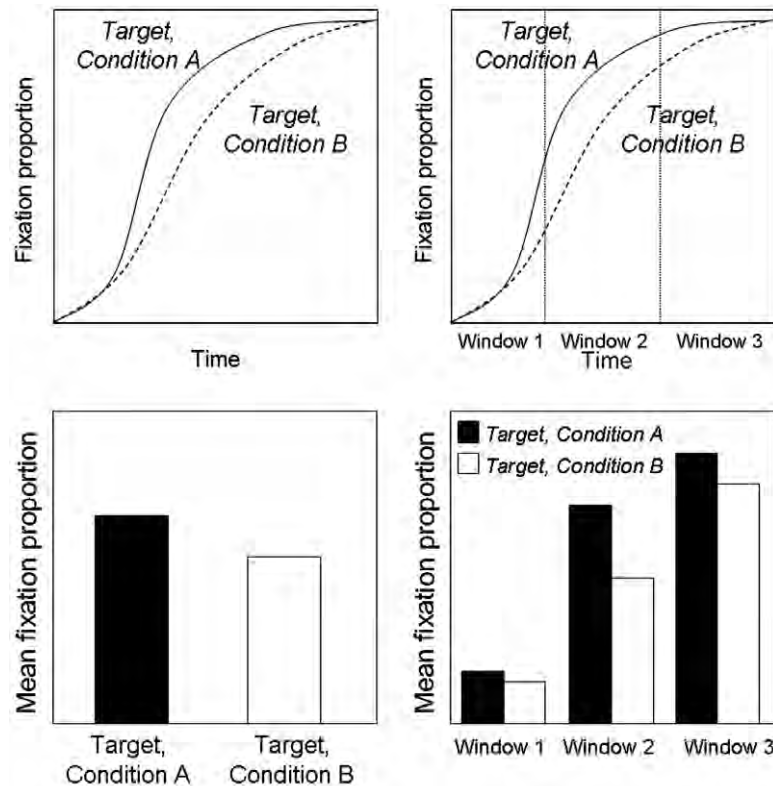 Target,
Condition A
Target,
Condition B
Fixation proportion
Time
Target,
Condition A
Target,
Condition B
Fixation proportion
Window 1
Window 2
Window 3
Time
Mean fixation proportion
Target,
Condition A
Target,
Condition B
Mean fixation proportion
Target, Condition A
Target, Condition B
Window 1
Window 2
Window 3